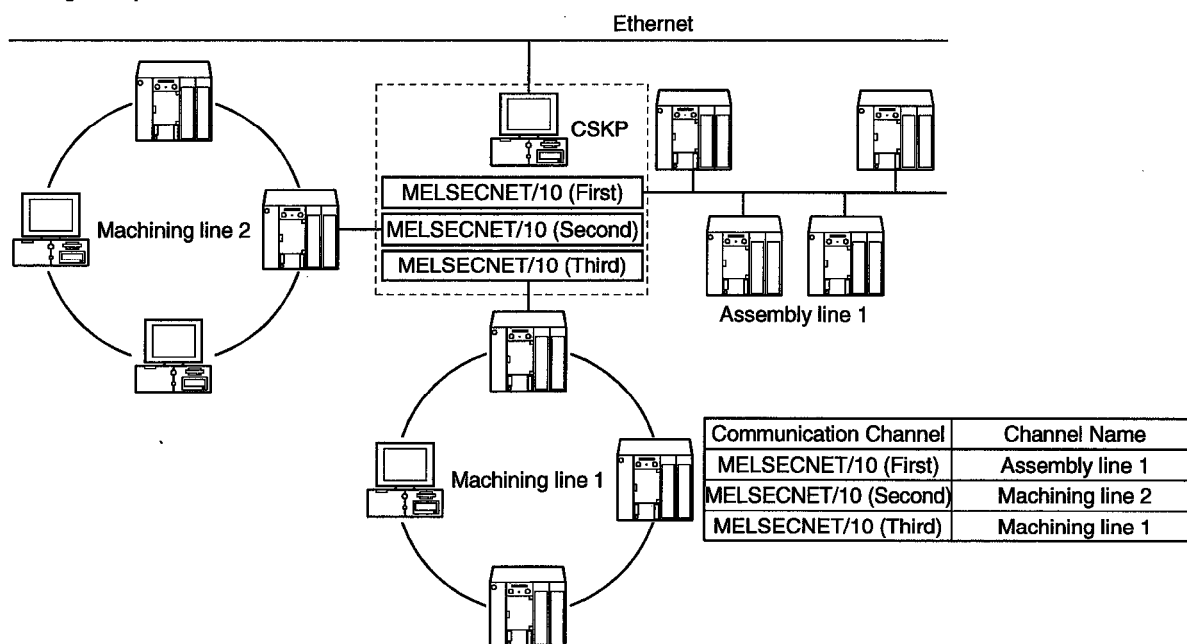 Ethernet
CSKP
MELSECNET/10 (First)
Machining line 2
MELSECNET/10 (Second)
MELSECNET/10 (Third)
Assembly line 1
Machining line 1
Communication Channel Channel Name
MELSECNET/10 (First) Assembly line 1
MELSECNET/10 (Second) Machining line 2
MELSECNET/10 (Third) Machining line 1